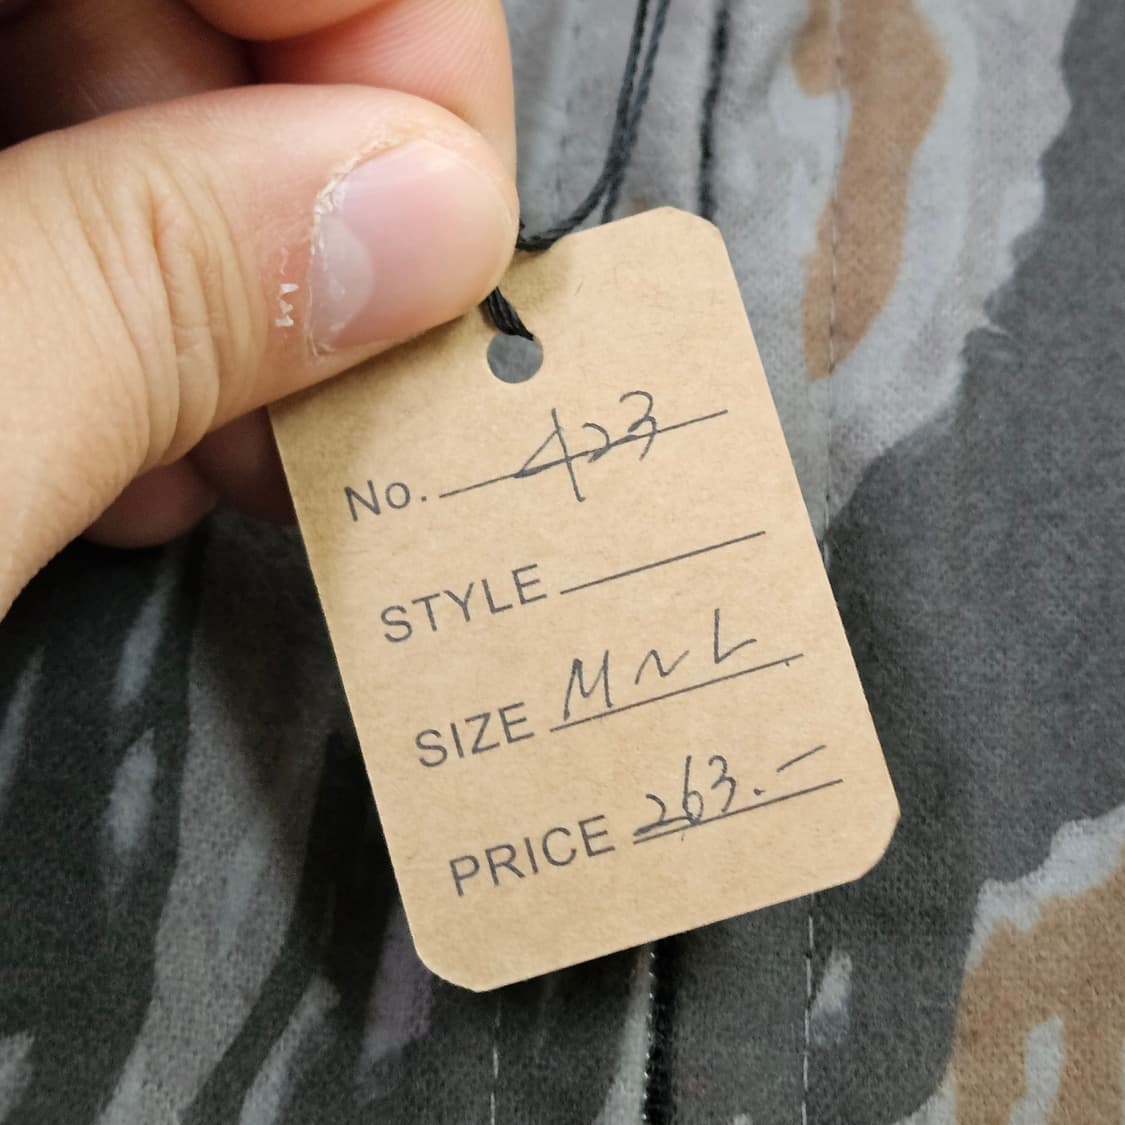 No. 423
STYLE
SIZE M~L
PRICE 263.-